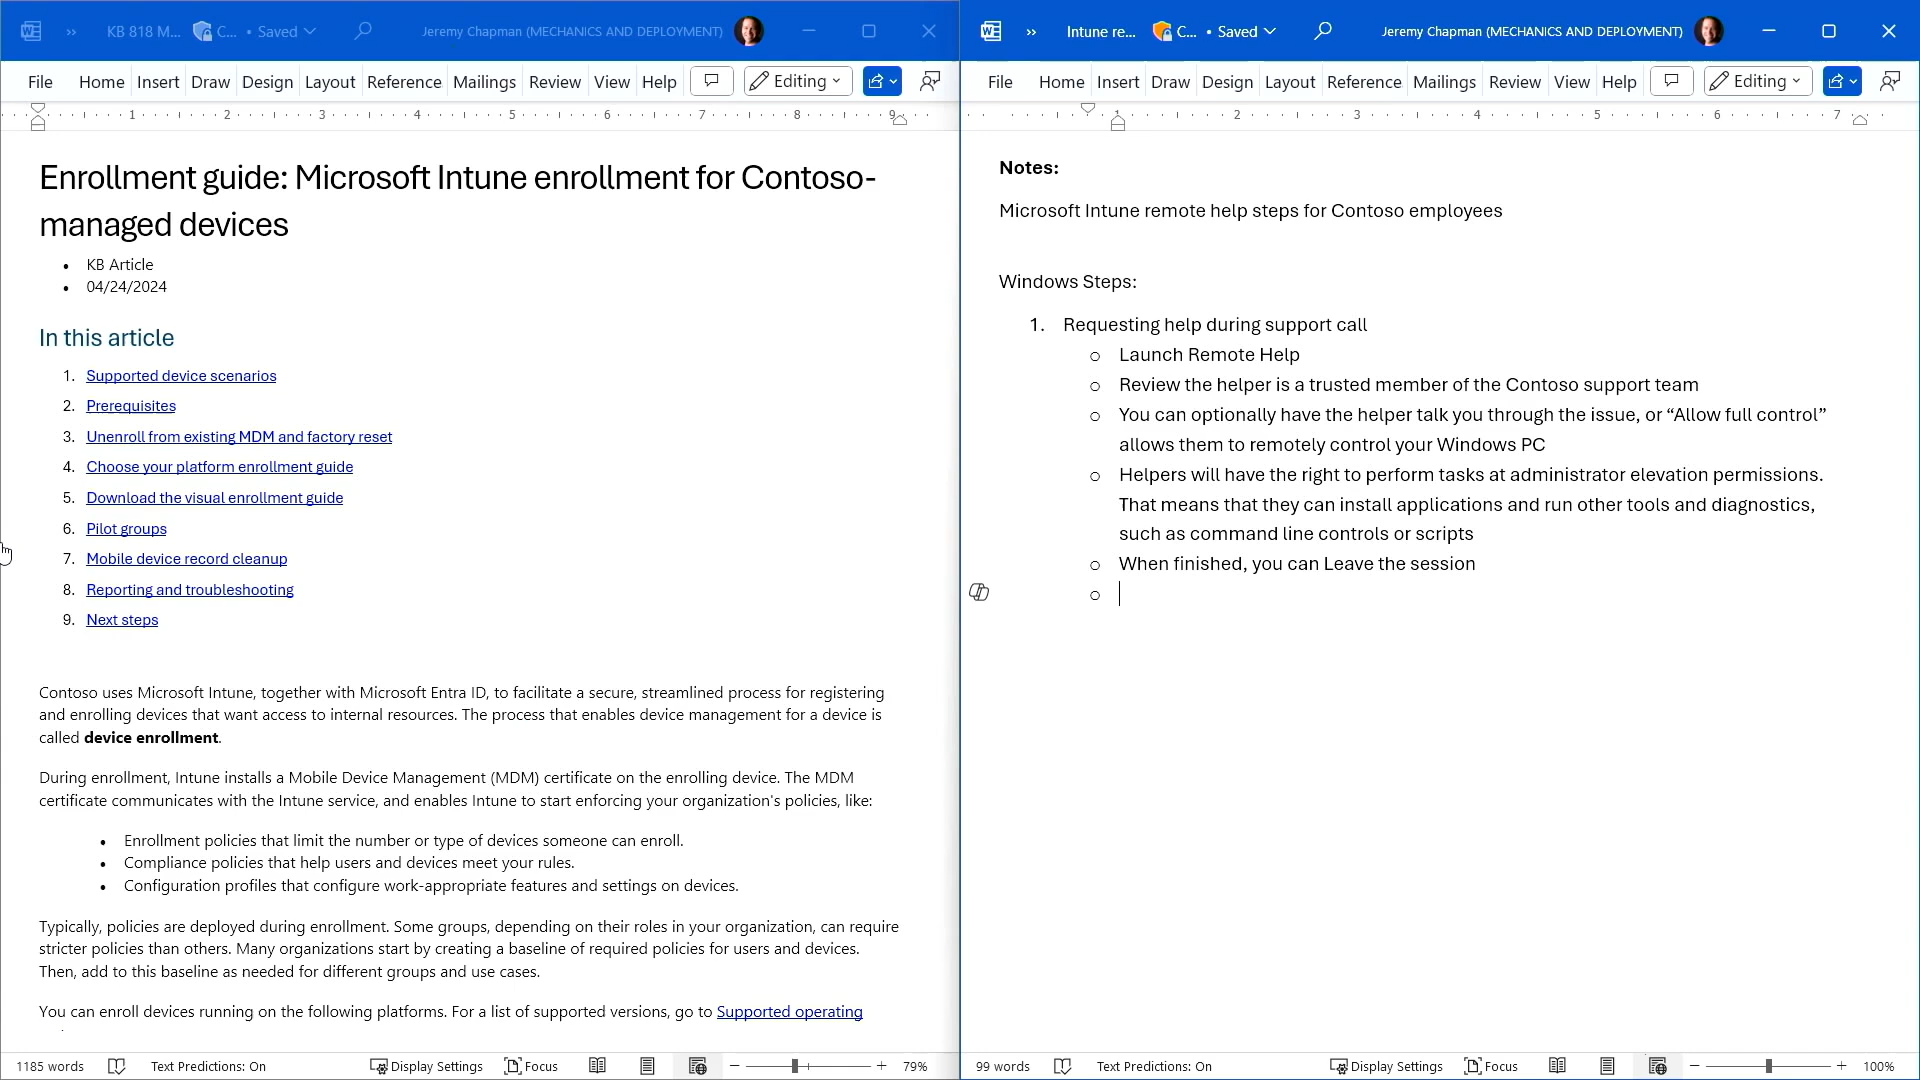 KB 818 M... C... • Saved Jeremy Chapman (MECHANICS AND DEPLOYMENT)
File Home Insert Draw Design Layout Reference Mailings Review View Help Editing
1 2 3 4 5 6 7 8 9
Enrollment guide: Microsoft Intune enrollment for Contoso-
managed devices
• KB Article
• 04/24/2024
In this article
1. Supported device scenarios
2. Prerequisites
3. Unenroll from existing MDM and factory reset
4. Choose your platform enrollment guide
5. Download the visual enrollment guide
6. Pilot groups
7. Mobile device record cleanup
8. Reporting and troubleshooting
9. Next steps
Contoso uses Microsoft Intune, together with Microsoft Entra ID, to facilitate a secure, streamlined process for registering
and enrolling devices that want access to internal resources. The process that enables device management for a device is
called device enrollment.
During enrollment, Intune installs a Mobile Device Management (MDM) certificate on the enrolling device. The MDM
certificate communicates with the Intune service, and enables Intune to start enforcing your organization's policies, like:
• Enrollment policies that limit the number or type of devices someone can enroll.
• Compliance policies that help users and devices meet your rules.
• Configuration profiles that configure work-appropriate features and settings on devices.
Typically, policies are deployed during enrollment. Some groups, depending on their roles in your organization, can require
stricter policies than others. Many organizations start by creating a baseline of required policies for users and devices.
Then, add to this baseline as needed for different groups and use cases.
You can enroll devices running on the following platforms. For a list of supported versions, go to Supported operating
1185 words Text Predictions: On Display Settings Focus 79%
Intune re... C... • Saved Jeremy Chapman (MECHANICS AND DEPLOYMENT)
File Home Insert Draw Design Layout Reference Mailings Review View Help Editing
1 2 3 4 5 6 7
Notes:
Microsoft Intune remote help steps for Contoso employees
Windows Steps:
1. Requesting help during support call
o Launch Remote Help
o Review the helper is a trusted member of the Contoso support team
o You can optionally have the helper talk you through the issue, or “Allow full control”
allows them to remotely control your Windows PC
o Helpers will have the right to perform tasks at administrator elevation permissions.
That means that they can install applications and run other tools and diagnostics,
such as command line controls or scripts
o When finished, you can Leave the session
o
99 words Text Predictions: On Display Settings Focus 100%